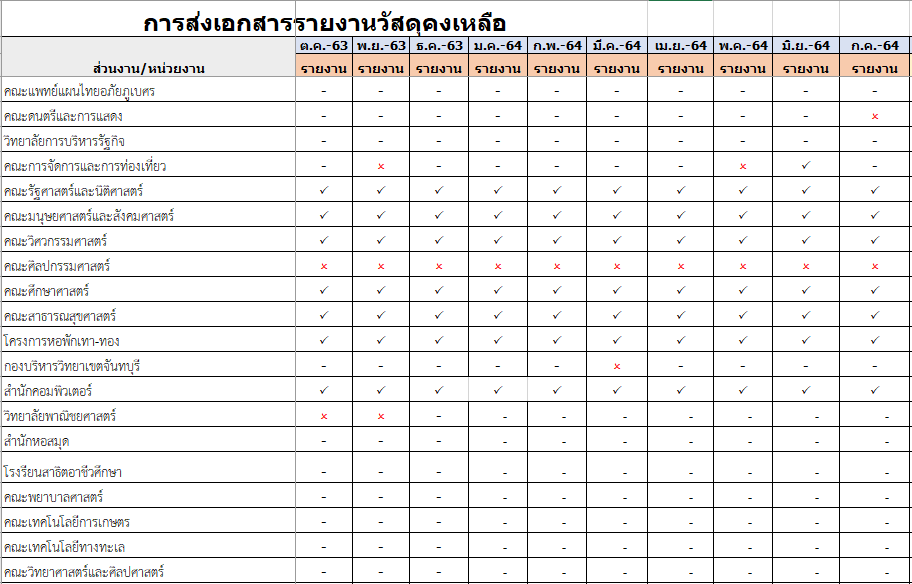 การส่งเอกสารรายงานวัสดุคงเหลือ
ส่วนงาน/หน่วยงาน ต.ค.-63 พ.ย.-63 ธ.ค.-63 ม.ค.-64 ก.พ.-64 มี.ค.-64 เม.ย.-64 พ.ค.-64 มิ.ย.-64 ก.ค.-64
รายงาน รายงาน รายงาน รายงาน รายงาน รายงาน รายงาน รายงาน รายงาน รายงาน
คณะแพทย์แผนไทยอภัยภูเบศร - - - - - - - - - -
คณะดนตรีและการแสดง - - - - - - - - - ×
วิทยาลัยการบริหารรัฐกิจ - - - - - - - - - -
คณะการจัดการและการท่องเที่ยว - × - - - - - × ✓ -
คณะรัฐศาสตร์และนิติศาสตร์ ✓ ✓ ✓ ✓ ✓ ✓ ✓ ✓ ✓ ✓
คณะมนุษยศาสตร์และสังคมศาสตร์ ✓ ✓ ✓ ✓ ✓ ✓ ✓ ✓ ✓ ✓
คณะวิศวกรรมศาสตร์ ✓ ✓ ✓ ✓ ✓ ✓ ✓ ✓ ✓ ✓
คณะศิลปกรรมศาสตร์ × × × × × × × × × ×
คณะศึกษาศาสตร์ ✓ ✓ ✓ ✓ ✓ ✓ ✓ ✓ ✓ ✓
คณะสาธารณสุขศาสตร์ ✓ ✓ ✓ ✓ ✓ ✓ ✓ ✓ ✓ ✓
โครงการหอพักเทา-ทอง ✓ ✓ ✓ ✓ ✓ ✓ ✓ ✓ ✓ ✓
กองบริหารวิทยาเขตจันทบุรี - - - - - × - - - -
สำนักคอมพิวเตอร์ ✓ ✓ ✓ ✓ ✓ ✓ ✓ ✓ ✓ ✓
วิทยาลัยพาณิชยศาสตร์ × × - - - - - - - -
สำนักหอสมุด - - - - - - - - - -
โรงเรียนสาธิตอาชีวศึกษา - - - - - - - - - -
คณะพยาบาลศาสตร์ - - - - - - - - - -
คณะเทคโนโลยีการเกษตร - - - - - - - - - -
คณะเทคโนโลยีทางทะเล - - - - - - - - - -
คณะวิทยาศาสตร์และศิลปศาสตร์ - - - - - - - - - -